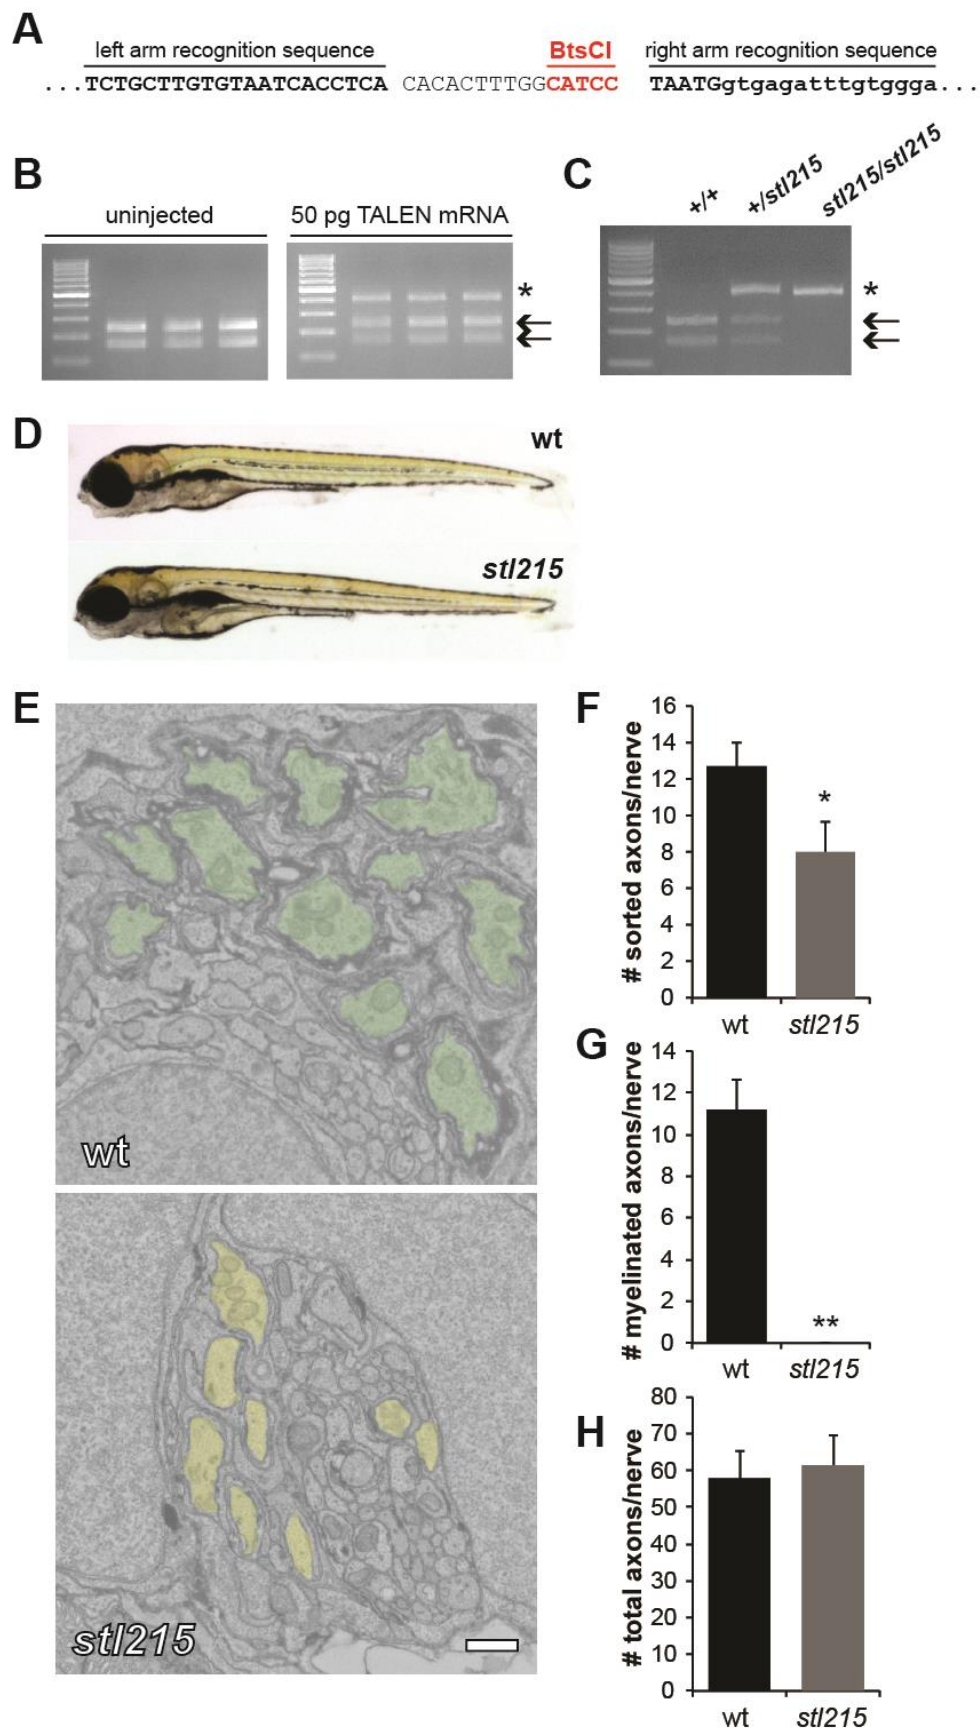 A
left arm recognition sequence BtsCI right arm recognition sequence
...TCTGCTTGTGTAATCACCTCA CACACTTTGGCATCC TAATGgtgagatttgtggga...
B
uninjected 50 pg TALEN mRNA
*
C
+/+ +/stl215 stl215/stl215
*
D
wt
stl215
E
wt
stl215
F
# sorted axons/nerve
16
14
12
10
8
6
4
2
0
*
wt stl215
G
# myelinated axons/nerve
14
12
10
8
6
4
2
0
**
wt stl215
H
# total axons/nerve
80
70
60
50
40
30
20
10
0
wt stl215